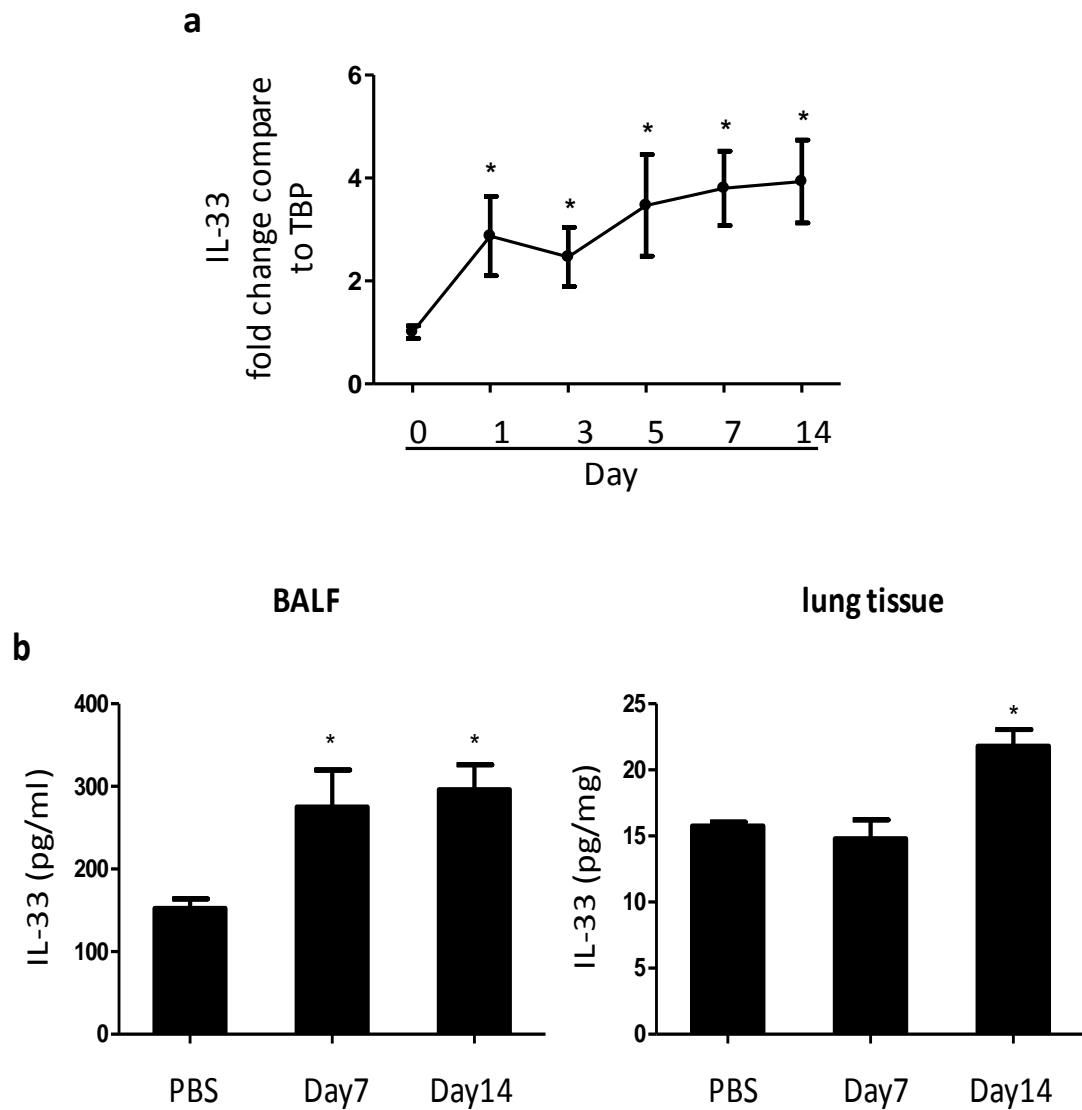 a
IL-33
fold change compare
to TBP
6
4
2
0
* * * * *
0 1 3 5 7 14
Day
BALF
lung tissue
b
IL-33 (pg/ml)
400
300
200
100
0
* *
PBS Day7 Day14
IL-33 (pg/mg)
25
20
15
10
5
0
*
PBS Day7 Day14